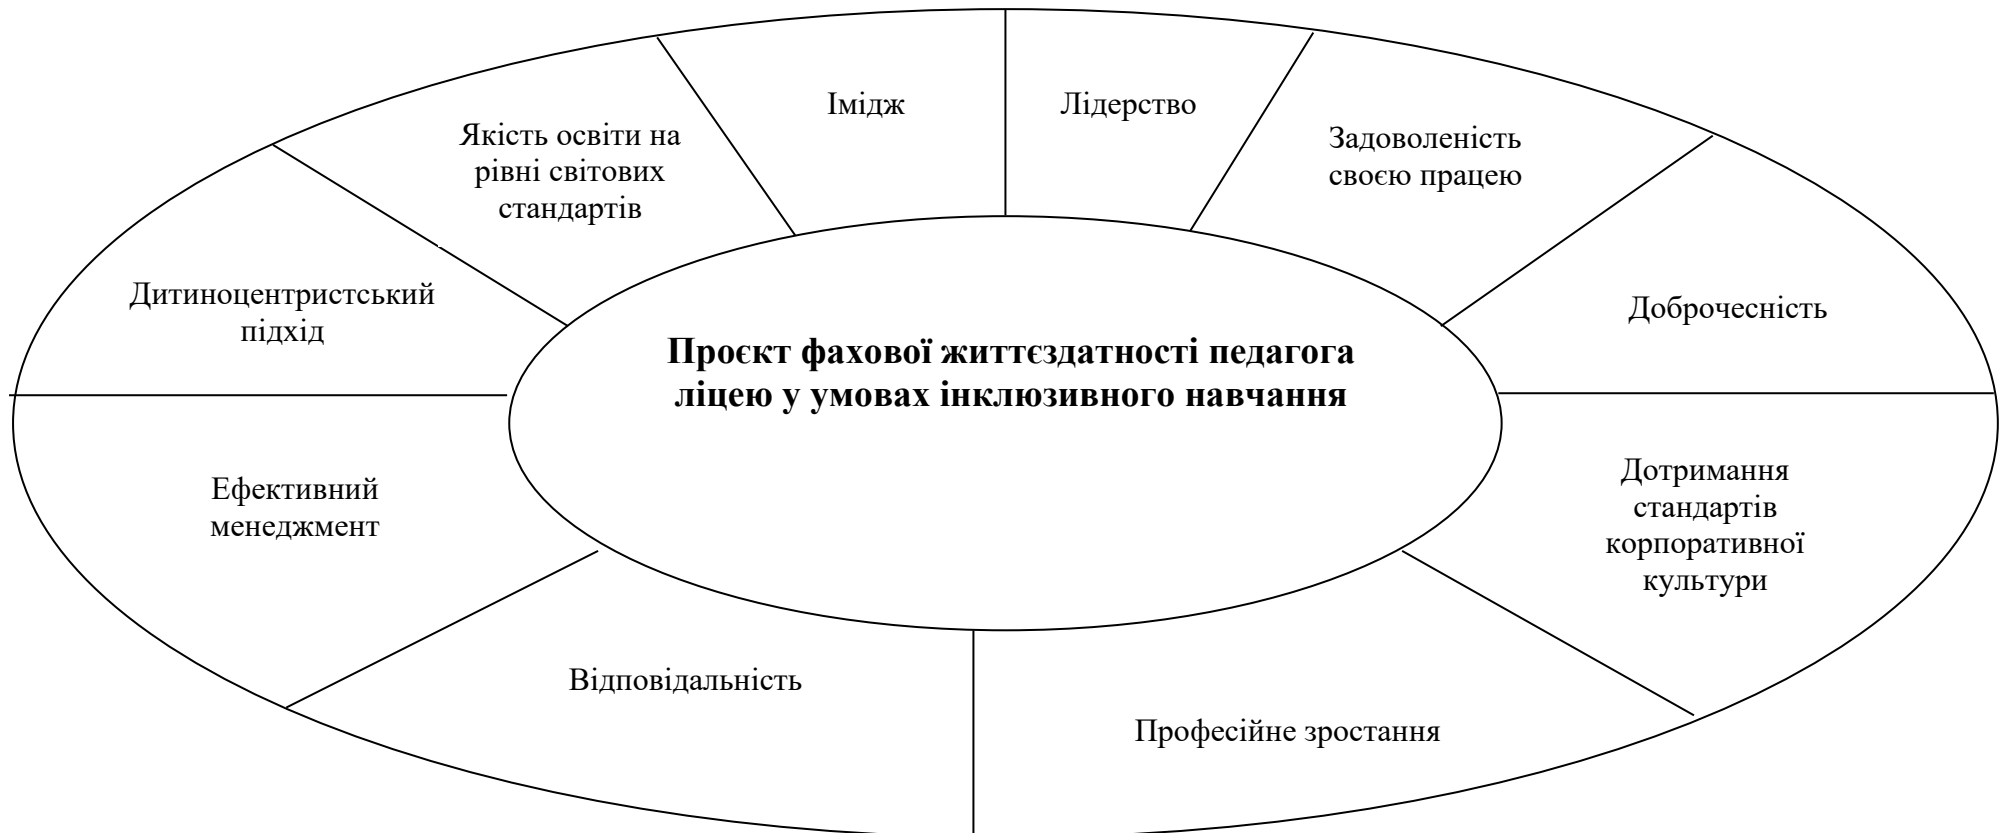 Імідж
Лідерство
Якість освіти на
рівні світових
стандартів
Задоволеність
своєю працею
Дитиноцентристський
підхід
Доброчесність
Проєкт фахової життєздатності педагога
ліцею у умовах інклюзивного навчання
Ефективний
менеджмент
Дотримання
стандартів
корпоративної
культури
Відповідальність
Професійне зростання